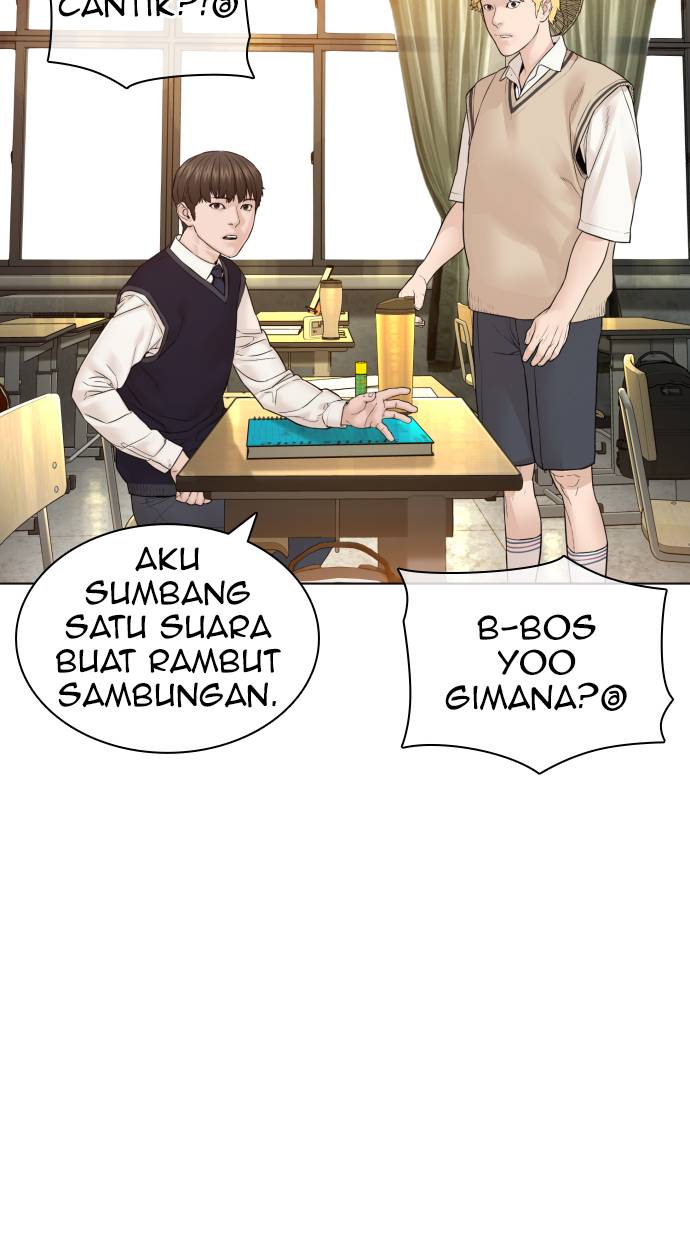 CANTIK?!@
AKU
SUMBANG
SATU SUARA
BUAT RAMBUT
SAMBUNGAN.
B-BOS
YOO
GIMANA?@